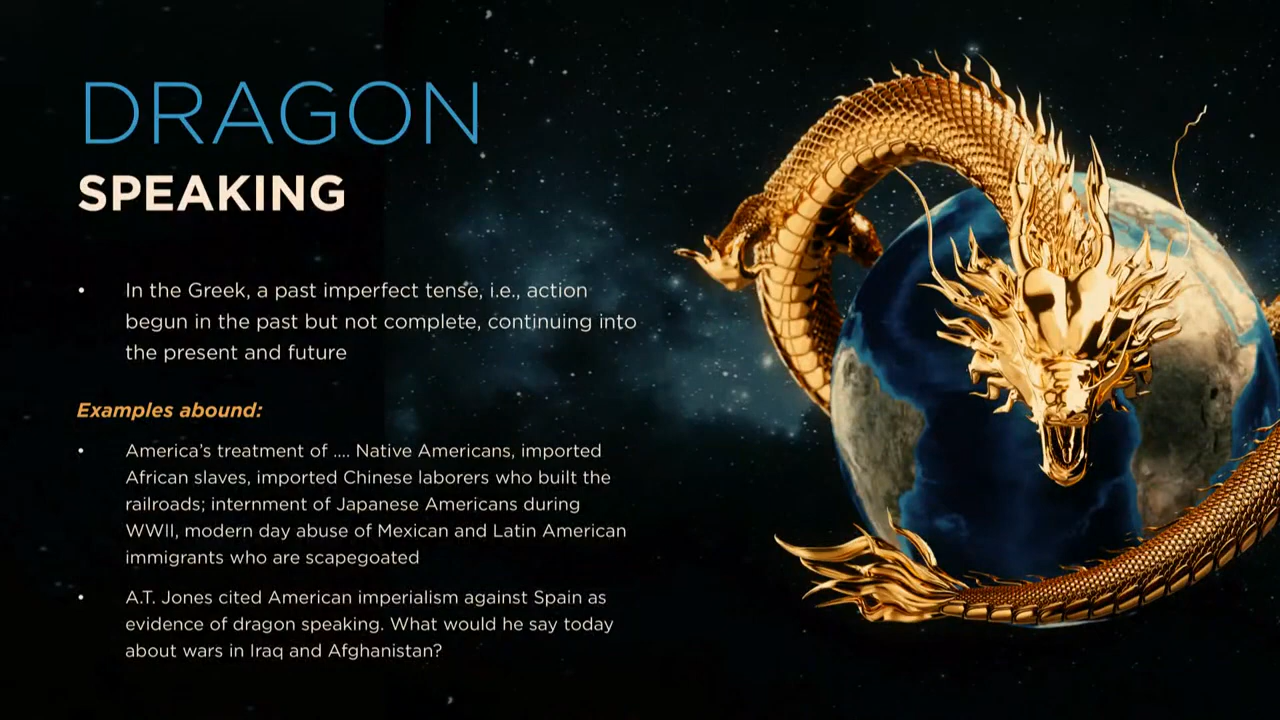 DRAGON
SPEAKING
• In the Greek, a past imperfect tense, i.e., action
begun in the past but not complete, continuing into
the present and future
Examples abound:
• America's treatment of .... Native Americans, imported
African slaves, imported Chinese laborers who built the
railroads; internment of Japanese Americans during
WWII, modern day abuse of Mexican and Latin American
immigrants who are scapegoated
• A.T. Jones cited American imperialism against Spain as
evidence of dragon speaking. What would he say today
about wars in Iraq and Afghanistan?